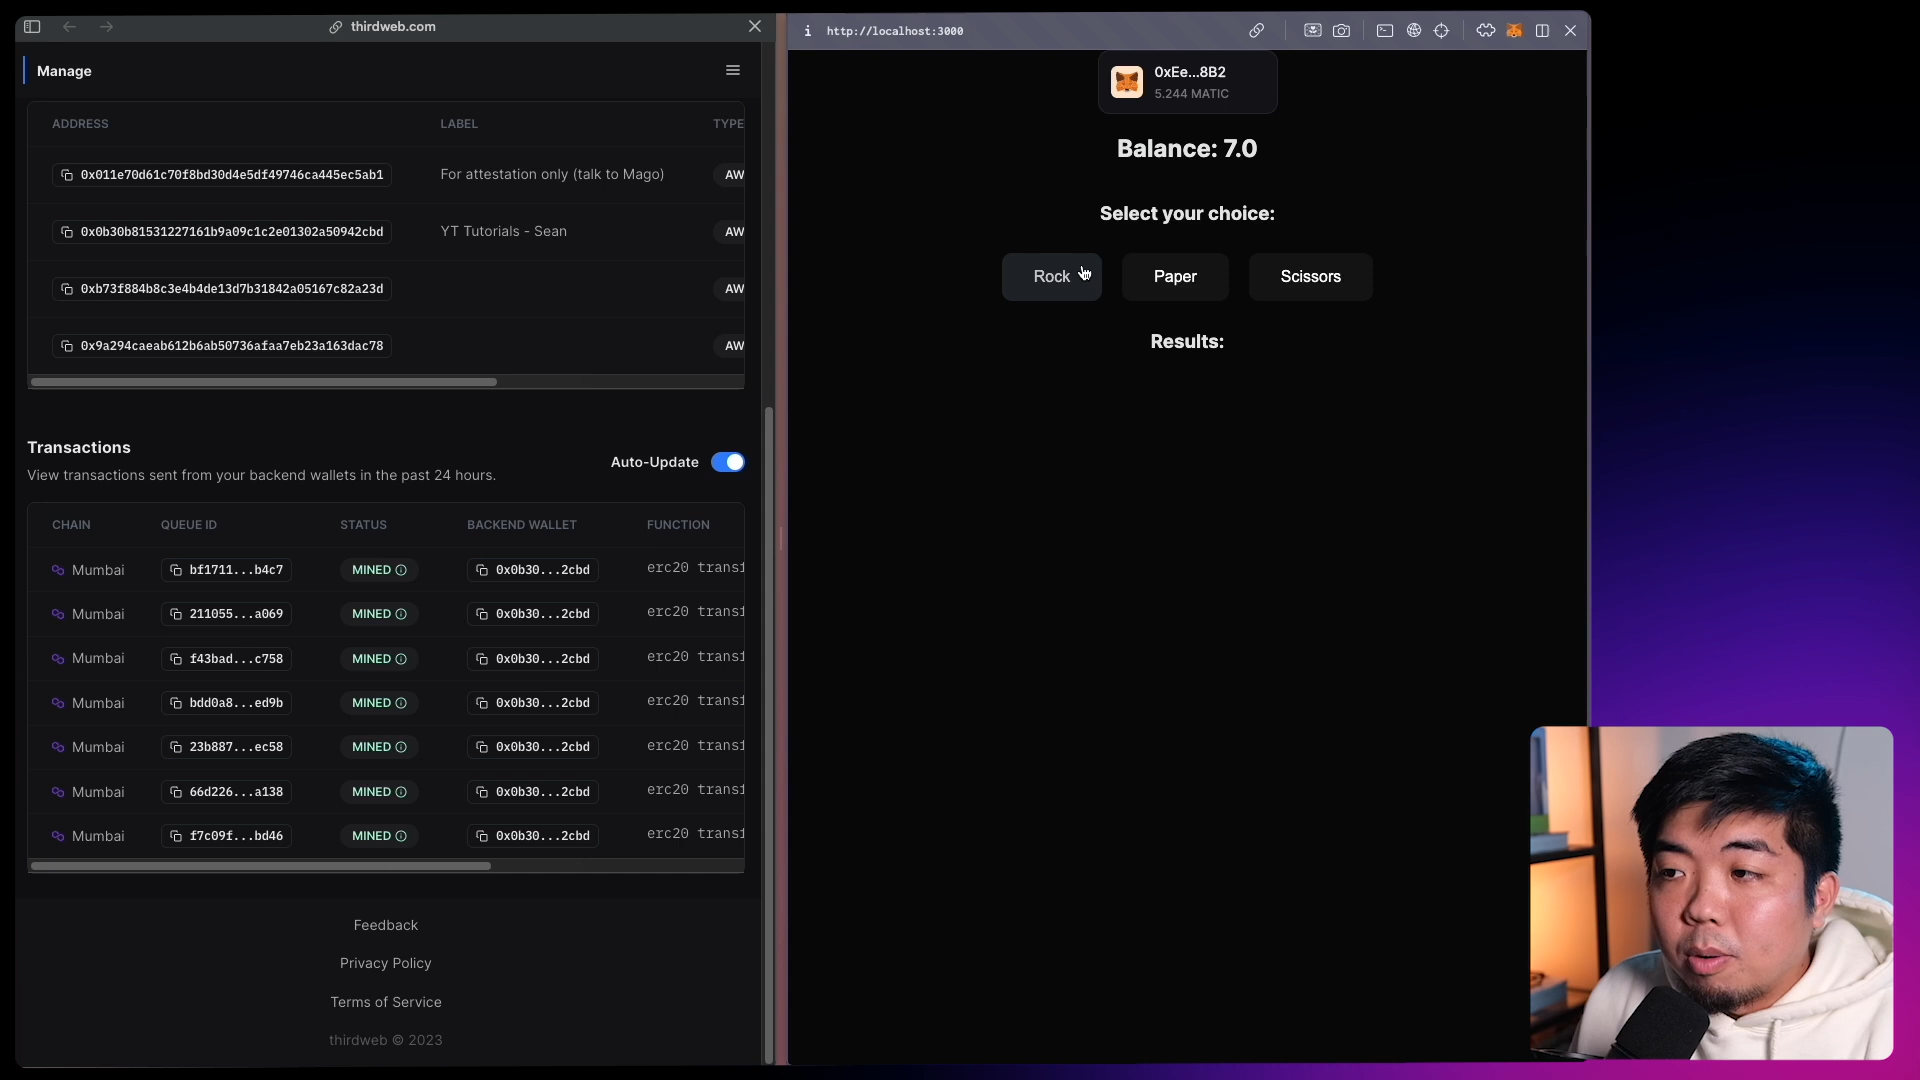 thirdweb.com
Manage
ADDRESS LABEL TYPE
0x011e70d61c70f8bd30d4e5df49746ca445ec5ab1 For attestation only (talk to Mago) AW
0x0b30b81531227161b9a09c1c2e01302a50942cbd YT Tutorials - Sean AW
0xb73f884b8c3e4b4de13d7b31842a05167c82a23d AW
0x9a294caeab612b6ab50736afaa7eb23a163dac78 AW
Transactions
View transactions sent from your backend wallets in the past 24 hours.
Auto-Update
CHAIN QUEUE ID STATUS BACKEND WALLET FUNCTION
Mumbai bf1711...b4c7 MINED 0x0b30...2cbd erc20 transf
Mumbai 211055...a069 MINED 0x0b30...2cbd erc20 transf
Mumbai f43bad...c758 MINED 0x0b30...2cbd erc20 transf
Mumbai bdd0a8...ed9b MINED 0x0b30...2cbd erc20 transf
Mumbai 23b887...ec58 MINED 0x0b30...2cbd erc20 transf
Mumbai 66d226...a138 MINED 0x0b30...2cbd erc20 transf
Mumbai f7c09f...bd46 MINED 0x0b30...2cbd erc20 transf
Feedback
Privacy Policy
Terms of Service
thirdweb © 2023
http://localhost:3000
0xEe...8B2
5.244 MATIC
Balance: 7.0
Select your choice:
Rock Paper Scissors
Results: